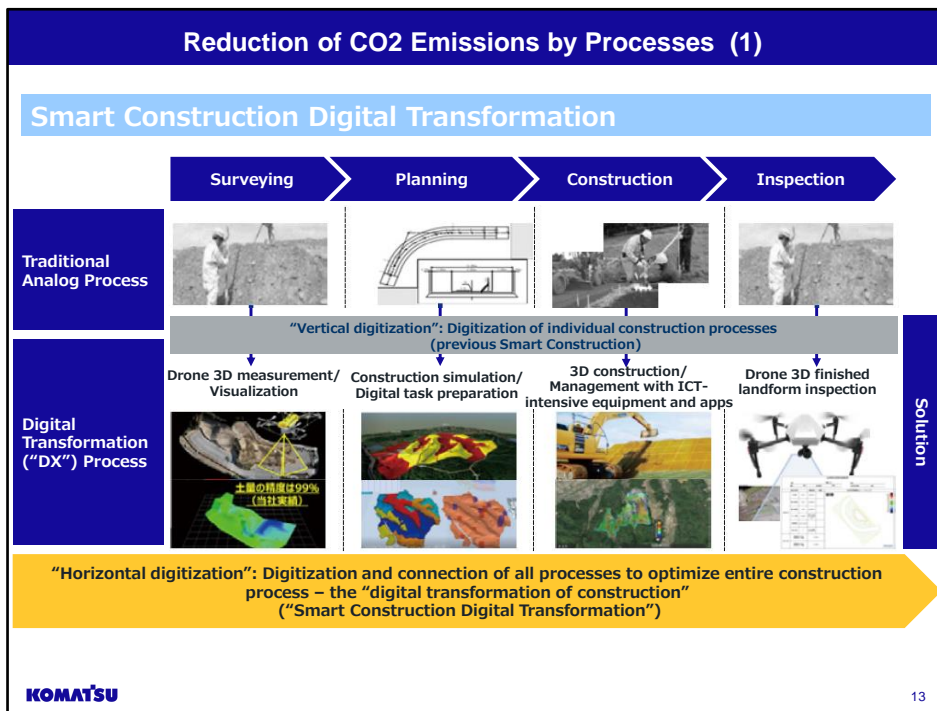 Reduction of CO2 Emissions by Processes (1)
Smart Construction Digital Transformation
Surveying
Planning
Construction
Inspection
Traditional
Analog Process
“Vertical digitization”: Digitization of individual construction processes
(previous Smart Construction)
Digital
Transformation
(“DX”) Process
Drone 3D measurement/
Visualization
Construction simulation/
Digital task preparation
3D construction/
Management with ICT-
intensive equipment and apps
Drone 3D finished
landform inspection
土量の精度は99%
(当社実績)
Solution
“Horizontal digitization”: Digitization and connection of all processes to optimize entire construction
process – the “digital transformation of construction”
(“Smart Construction Digital Transformation”)
KOMATSU
13